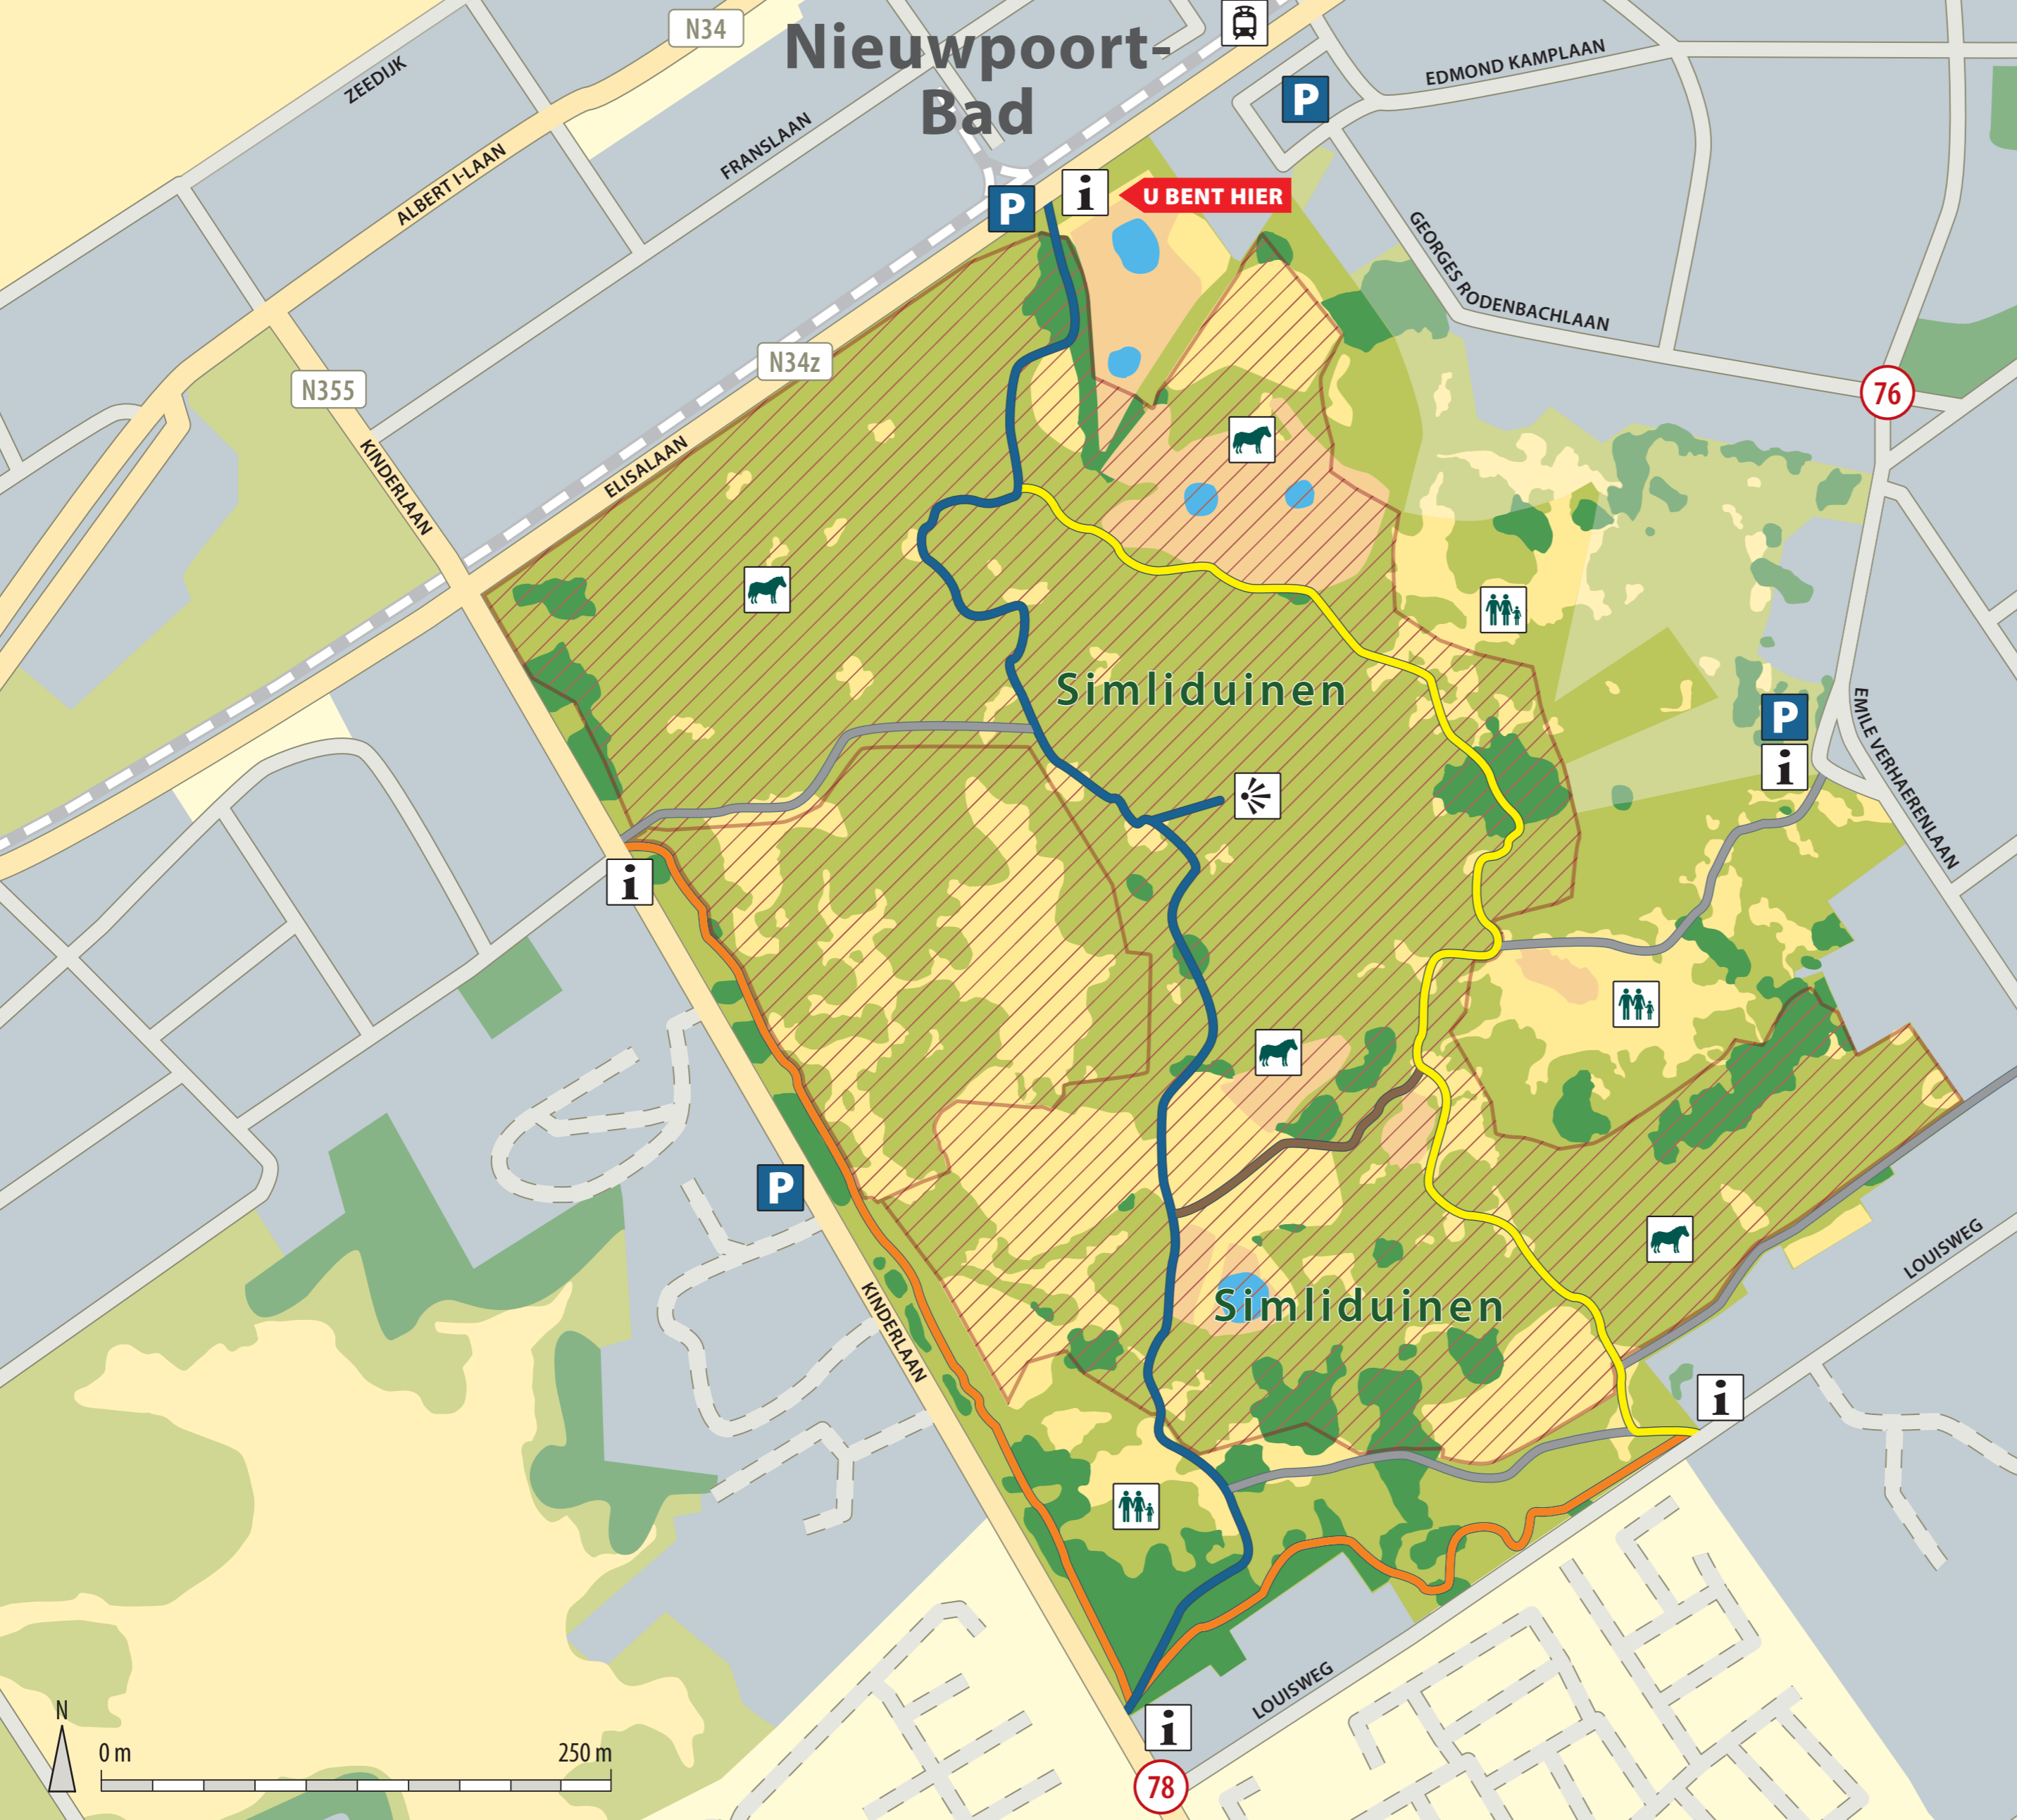 N34
Nieuwpoort-
Bad
ZEEDIJK
EDMOND KAMPLAAN
P
FRANSLAAN
ALBERT I-LAAN
i
U BENT HIER
P
GEORGES RODENBACHLAAN
N34z
N355
76
KINDERLAAN
ELISALAAN
Simliduinen
P
i
EMILE VERHAERENLAAN
i
P
LOUISWEG
Simliduinen
KINDERLAAN
i
LOUISWEG
N
i
0 m
250 m
78